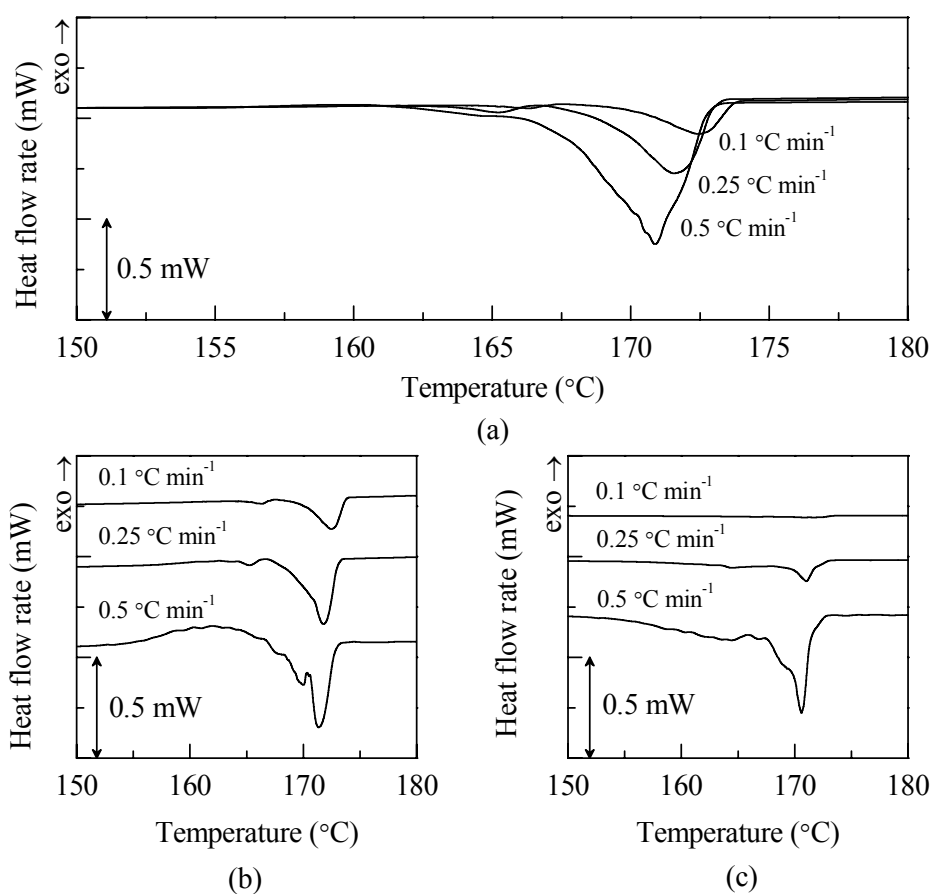 exo →
Heat flow rate (mW)
0.1 °C min⁻¹
0.25 °C min⁻¹
0.5 °C min⁻¹
0.5 mW
150 155 160 165 170 175 180
Temperature (°C)
(a)
exo →
Heat flow rate (mW)
0.1 °C min⁻¹
0.25 °C min⁻¹
0.5 °C min⁻¹
0.5 mW
150 160 170 180
Temperature (°C)
(b)
exo →
Heat flow rate (mW)
0.1 °C min⁻¹
0.25 °C min⁻¹
0.5 °C min⁻¹
0.5 mW
150 160 170 180
Temperature (°C)
(c)